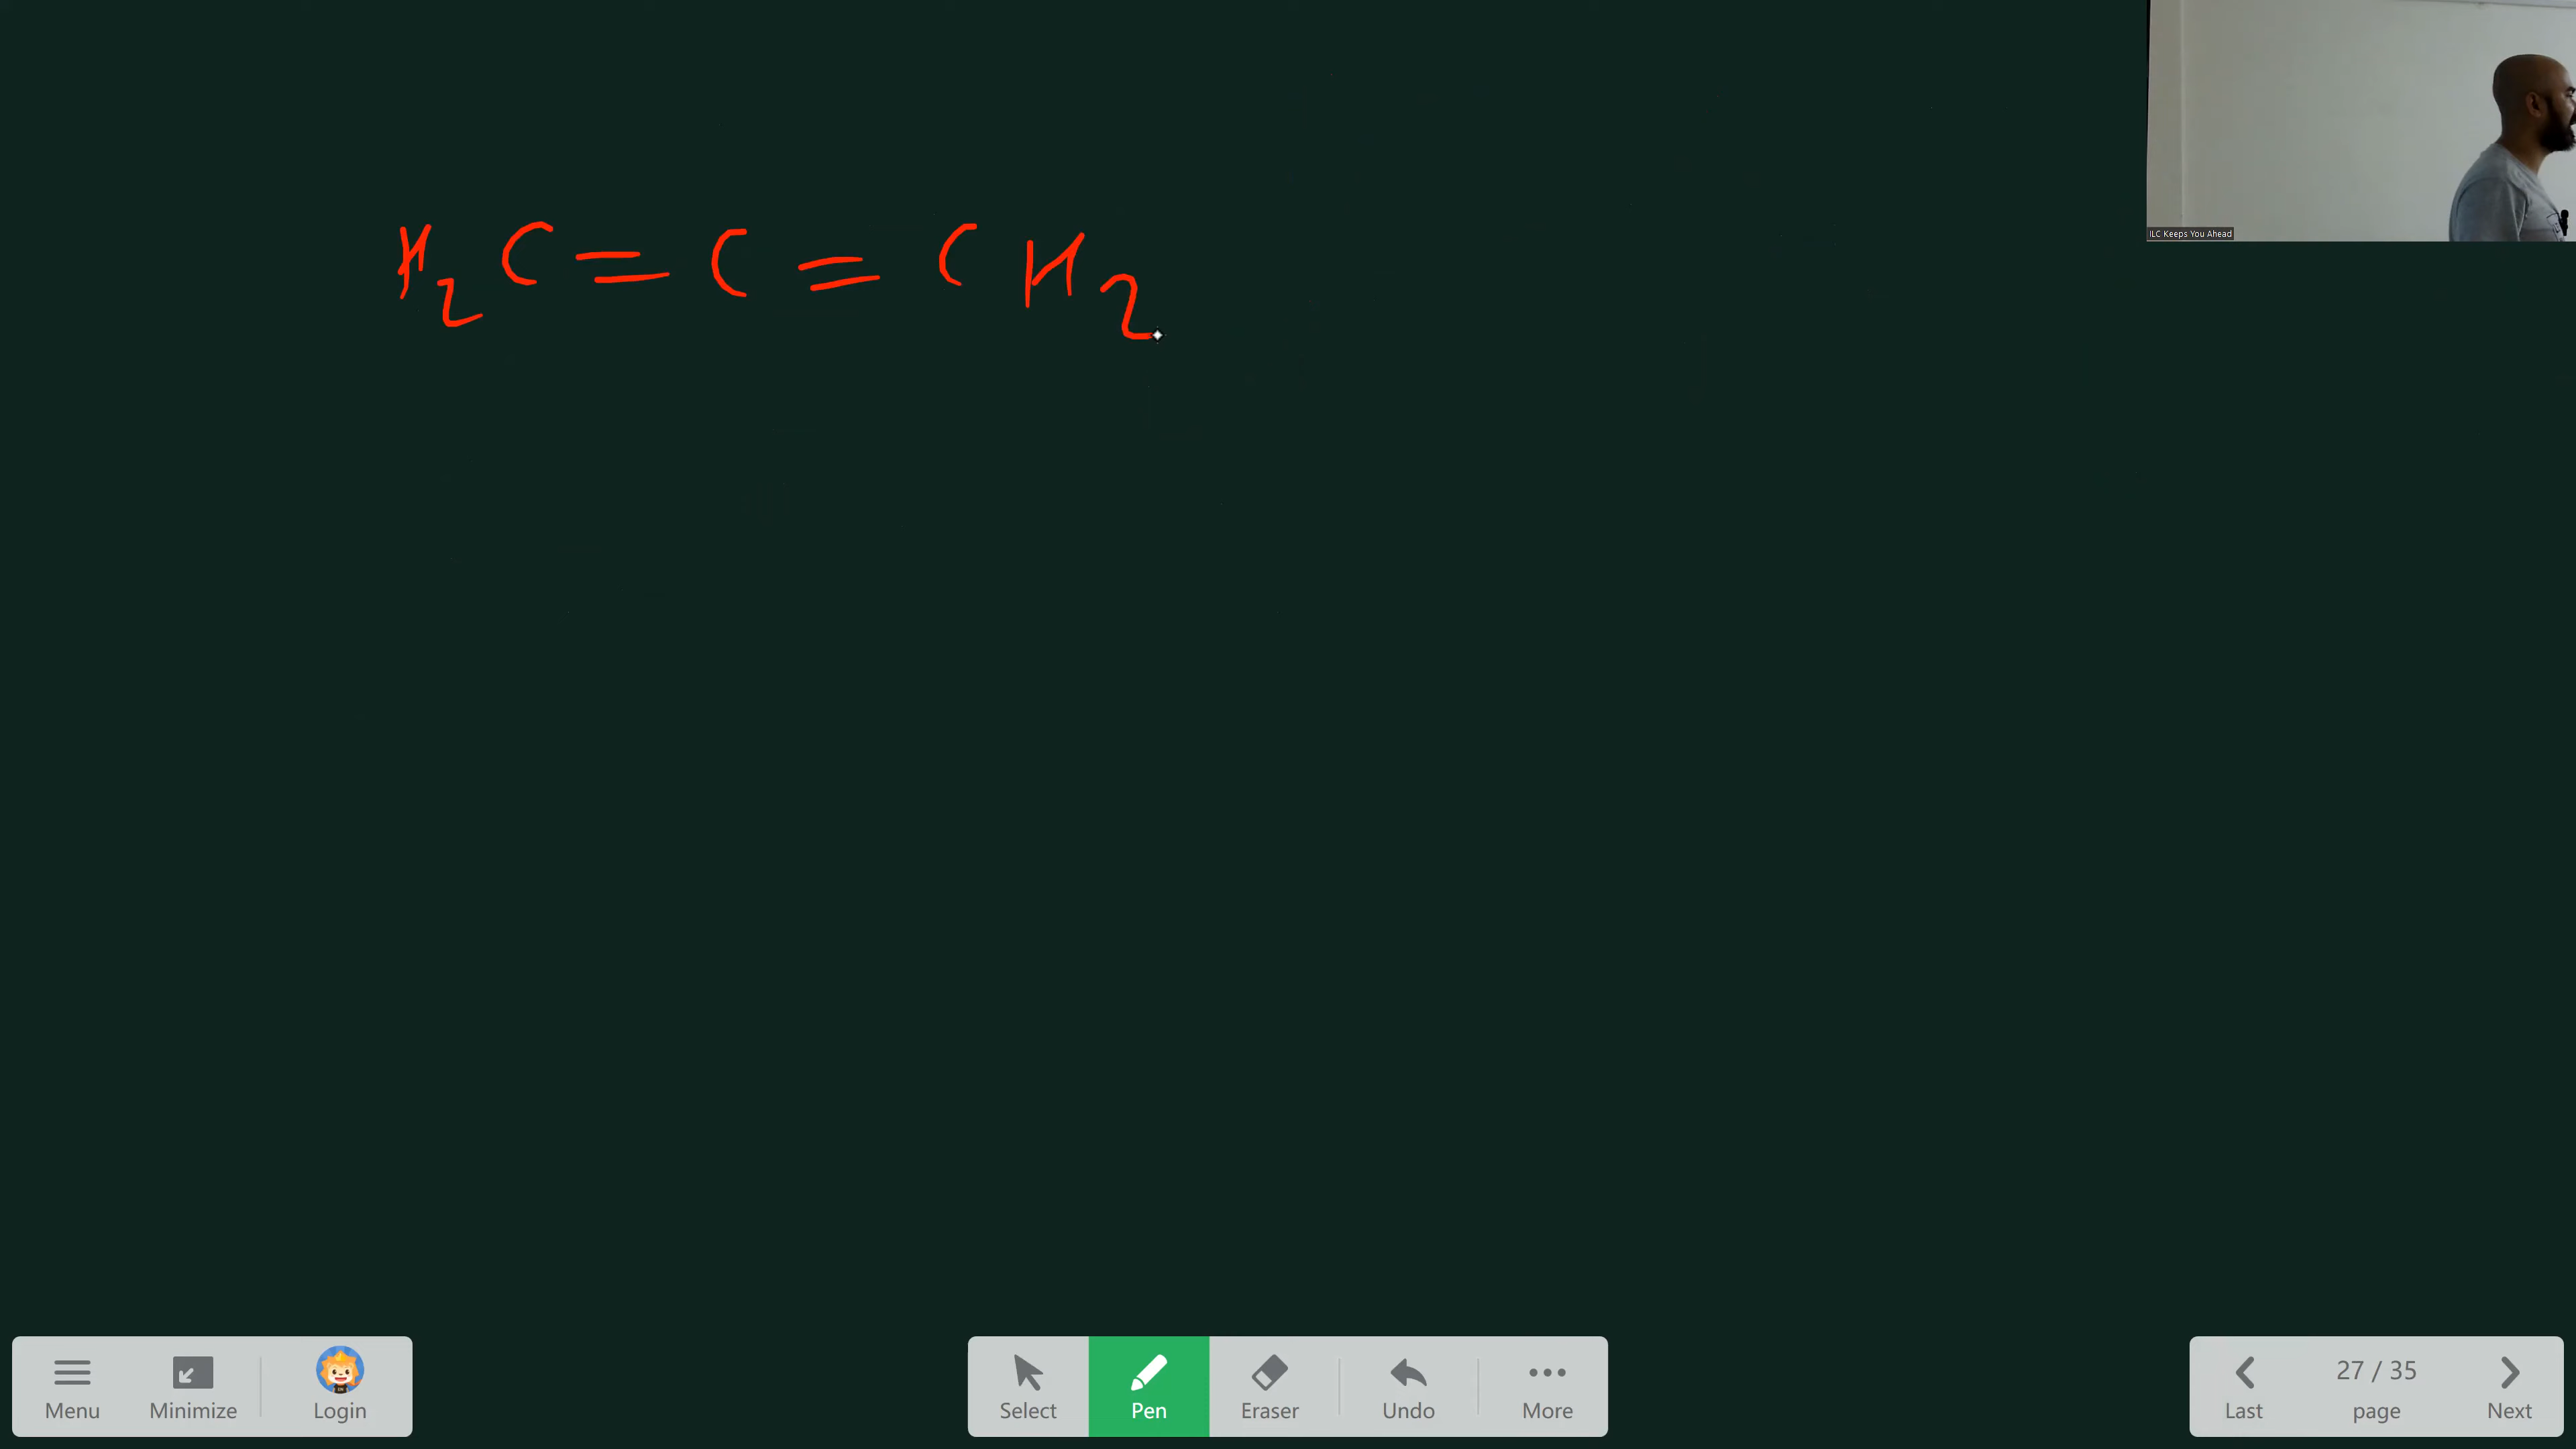 H2C=C=CH2
ILC Keeps You Ahead
Menu Minimize Login Select Pen Eraser Undo More Last 27 / 35 page Next